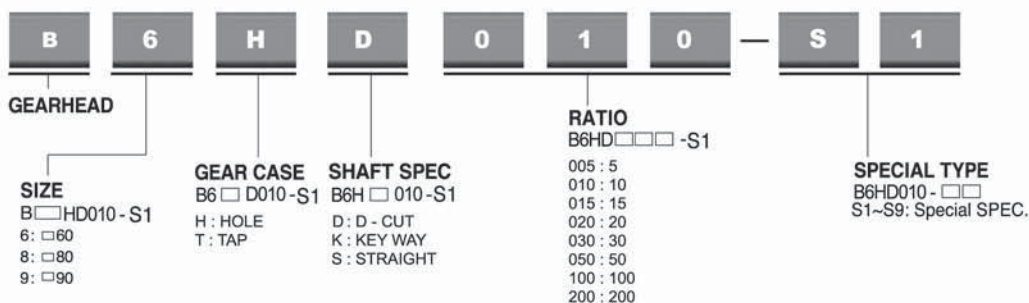 B 6 H D 0 1 0 — S 1
GEARHEAD
SIZE
B□HD010 - S1
6: □60
8: □80
9: □90
GEAR CASE
B6 □ D010 -S1
H : HOLE
T : TAP
SHAFT SPEC
B6H □ 010 -S1
D : D - CUT
K : KEY WAY
S : STRAIGHT
RATIO
B6HD□□□ -S1
005 : 5
010 : 10
015 : 15
020 : 20
030 : 30
050 : 50
100 : 100
200 : 200
SPECIAL TYPE
B6HD010 - □□
S1~S9: Special SPEC.